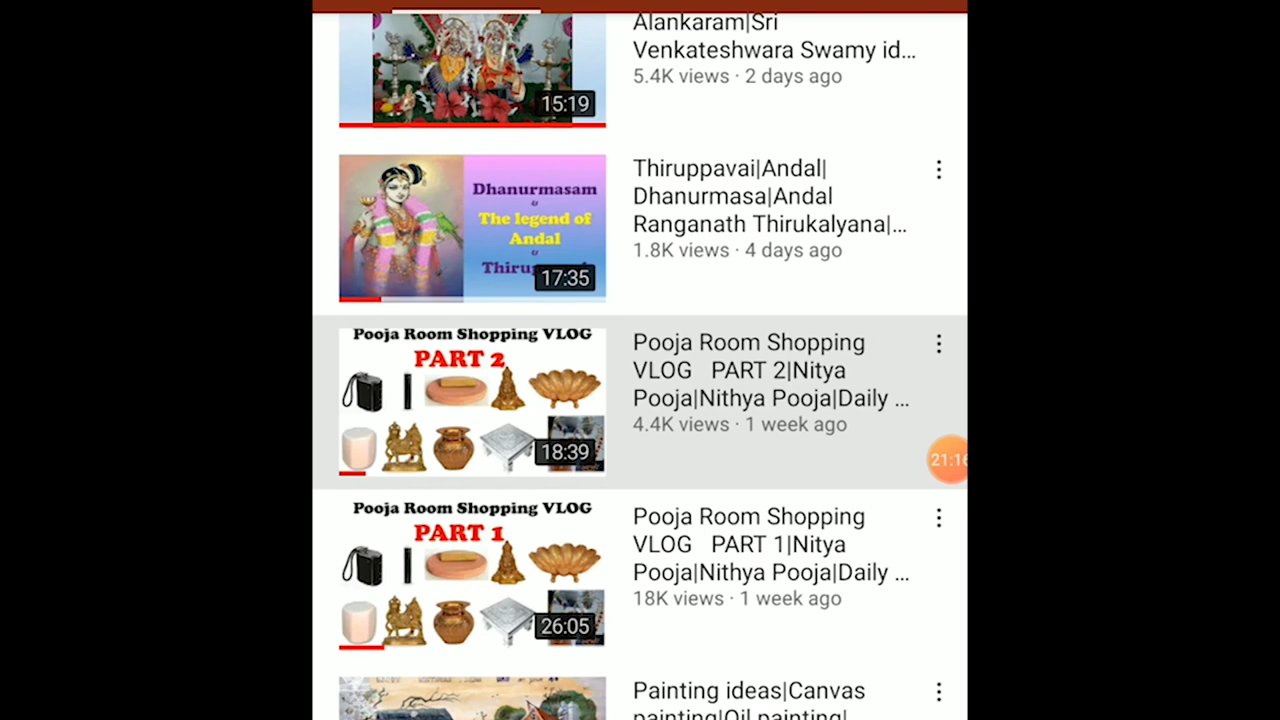 Alankaram|Sri
Venkateshwara Swamy id...
5.4K views · 2 days ago
15:19
Dhanurmasam
&
The legend of
Andal
&
17:35
Thiruppavai|Andal|
Dhanurmasa|Andal
Ranganath Thirukalyana|...
1.8K views · 4 days ago
Pooja Room Shopping VLOG
PART 2
18:39
Pooja Room Shopping
VLOG PART 2|Nitya
Pooja|Nithya Pooja|Daily ...
4.4K views · 1 week ago
21:16
Pooja Room Shopping VLOG
PART 1
26:05
Pooja Room Shopping
VLOG PART 1|Nitya
Pooja|Nithya Pooja|Daily ...
18K views · 1 week ago
Painting ideas|Canvas
painting|Oil painting|